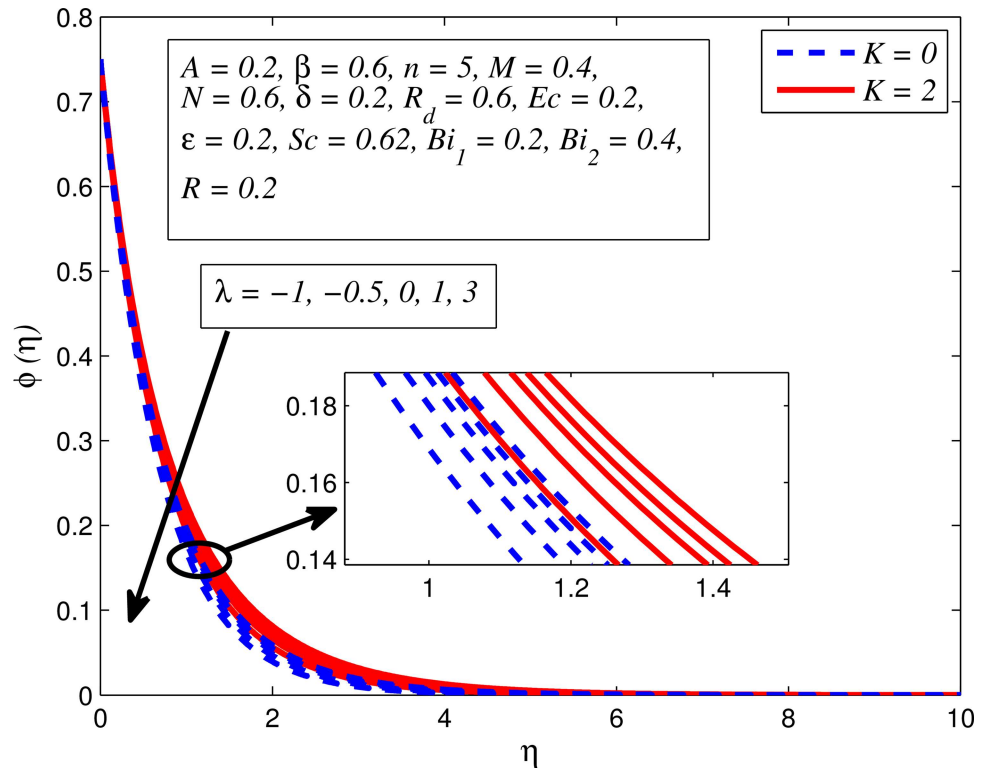 0.8
0.7
0.6
0.5
0.4
0.3
0.2
0.1
0
ϕ (η)
A = 0.2, β = 0.6, n = 5, M = 0.4,
N = 0.6, δ = 0.2, R_d = 0.6, Ec = 0.2,
ε = 0.2, Sc = 0.62, Bi_1 = 0.2, Bi_2 = 0.4,
R = 0.2
K = 0
K = 2
λ = −1, −0.5, 0, 1, 3
0.18
0.16
0.14
1 1.2 1.4
0 2 4 6 8 10
η